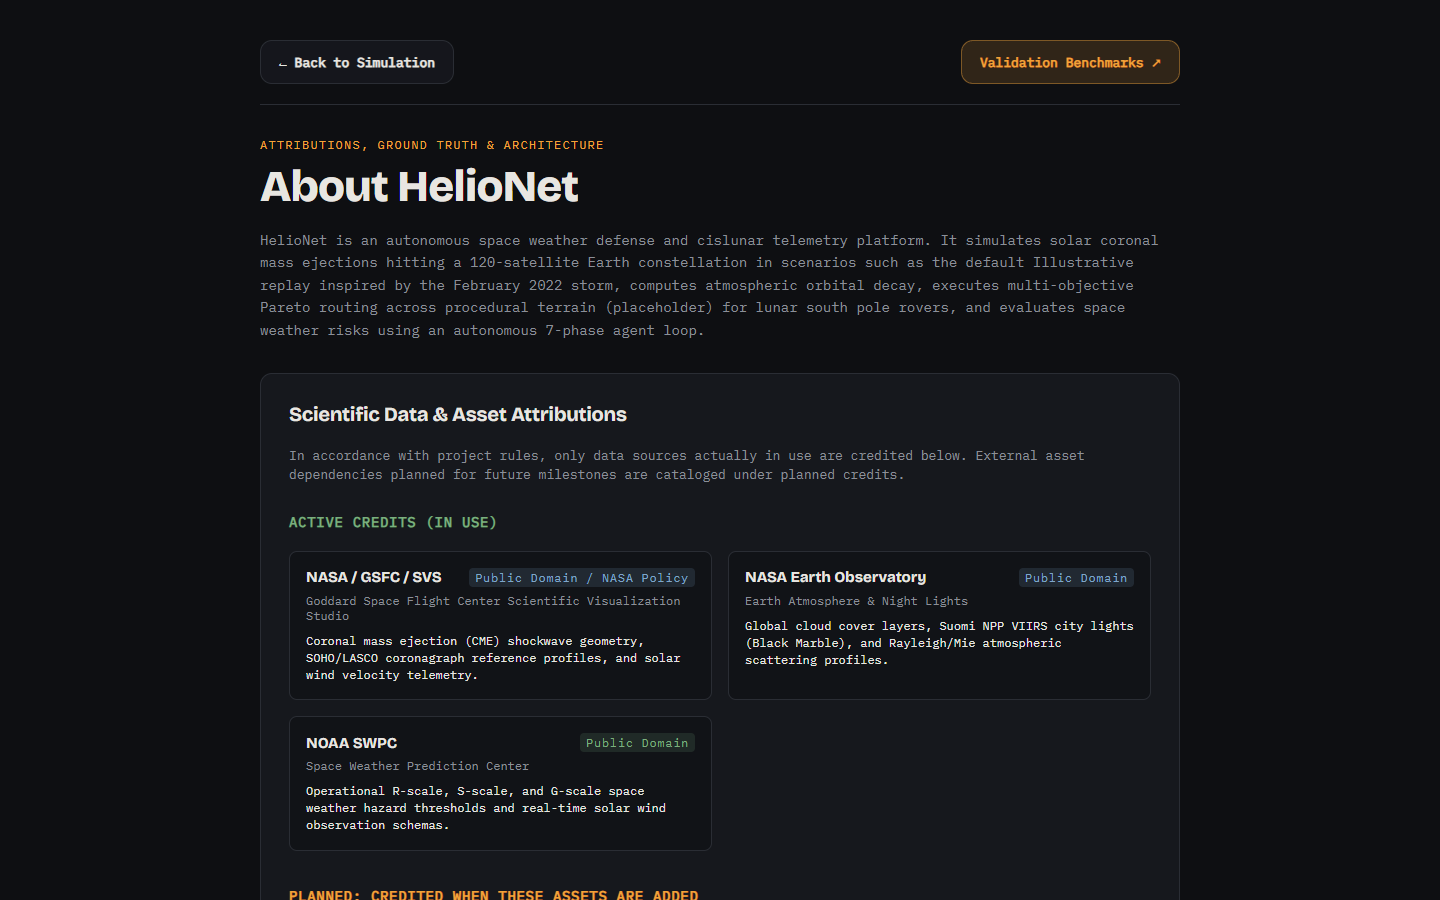 ← Back to Simulation
Validation Benchmarks ↗
ATTRIBUTIONS, GROUND TRUTH & ARCHITECTURE
About HelioNet
HelioNet is an autonomous space weather defense and cislunar telemetry platform. It simulates solar coronal
mass ejections hitting a 120-satellite Earth constellation in scenarios such as the default Illustrative
replay inspired by the February 2022 storm, computes atmospheric orbital decay, executes multi-objective
Pareto routing across procedural terrain (placeholder) for lunar south pole rovers, and evaluates space
weather risks using an autonomous 7-phase agent loop.
Scientific Data & Asset Attributions
In accordance with project rules, only data sources actually in use are credited below. External asset
dependencies planned for future milestones are cataloged under planned credits.
ACTIVE CREDITS (IN USE)
NASA / GSFC / SVS
Public Domain / NASA Policy
Goddard Space Flight Center Scientific Visualization
Studio
Coronal mass ejection (CME) shockwave geometry,
SOHO/LASCO coronagraph reference profiles, and solar
wind velocity telemetry.
NASA Earth Observatory
Public Domain
Earth Atmosphere & Night Lights
Global cloud cover layers, Suomi NPP VIIRS city lights
(Black Marble), and Rayleigh/Mie atmospheric
scattering profiles.
NOAA SWPC
Public Domain
Space Weather Prediction Center
Operational R-scale, S-scale, and G-scale space
weather hazard thresholds and real-time solar wind
observation schemas.
PLANNED: CREDITED WHEN THESE ASSETS ARE ADDED